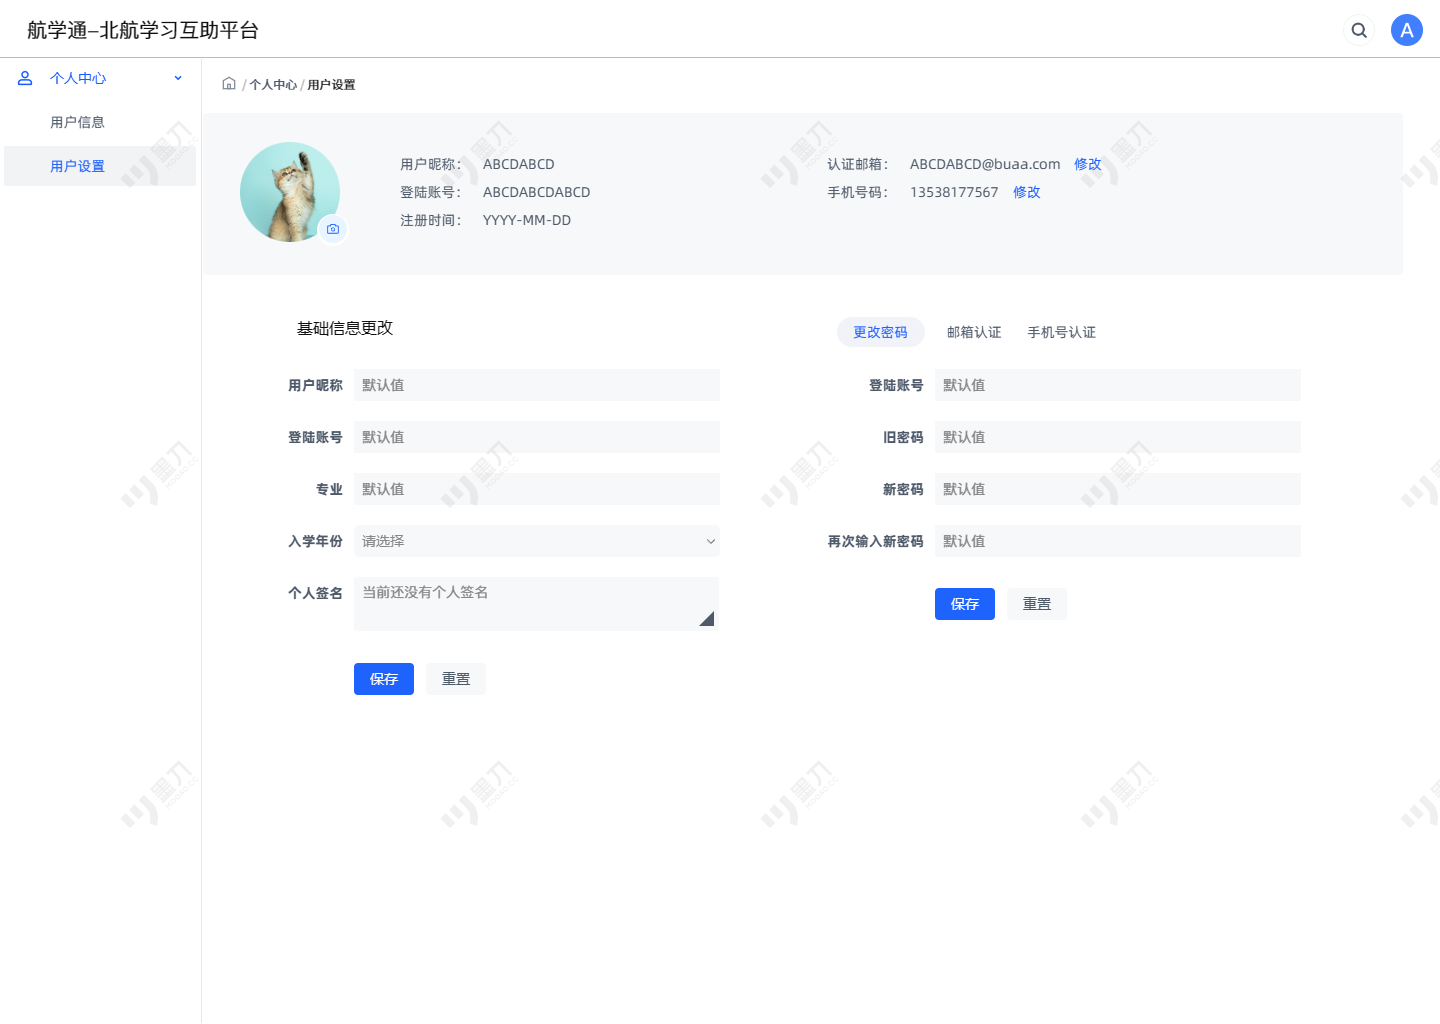 航学通–北航学习互助平台
A
个人中心
用户信息
用户设置
/ 个人中心 / 用户设置
用户昵称： ABCDABCD
登陆账号： ABCDABCDABCD
注册时间： YYYY-MM-DD
认证邮箱： ABCDABCD@buaa.com 修改
手机号码： 13538177567 修改
基础信息更改
用户昵称 默认值
登陆账号 默认值
专业 默认值
入学年份 请选择
个人签名 当前还没有个人签名
保存 重置
更改密码 邮箱认证 手机号认证
登陆账号 默认值
旧密码 默认值
新密码 默认值
再次输入新密码 默认值
保存 重置
墨刀